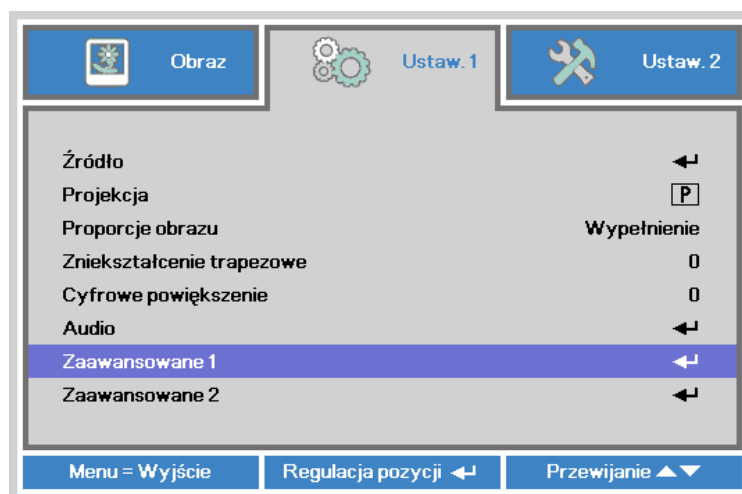 Obraz
Ustaw. 1
Ustaw. 2
Źródło
Projekcja P
Proporcje obrazu Wypełnienie
Zniekształcenie trapezowe 0
Cyfrowe powiększenie 0
Audio
Zaawansowane 1
Zaawansowane 2
Menu = Wyjście
Regulacja pozycji
Przewijanie